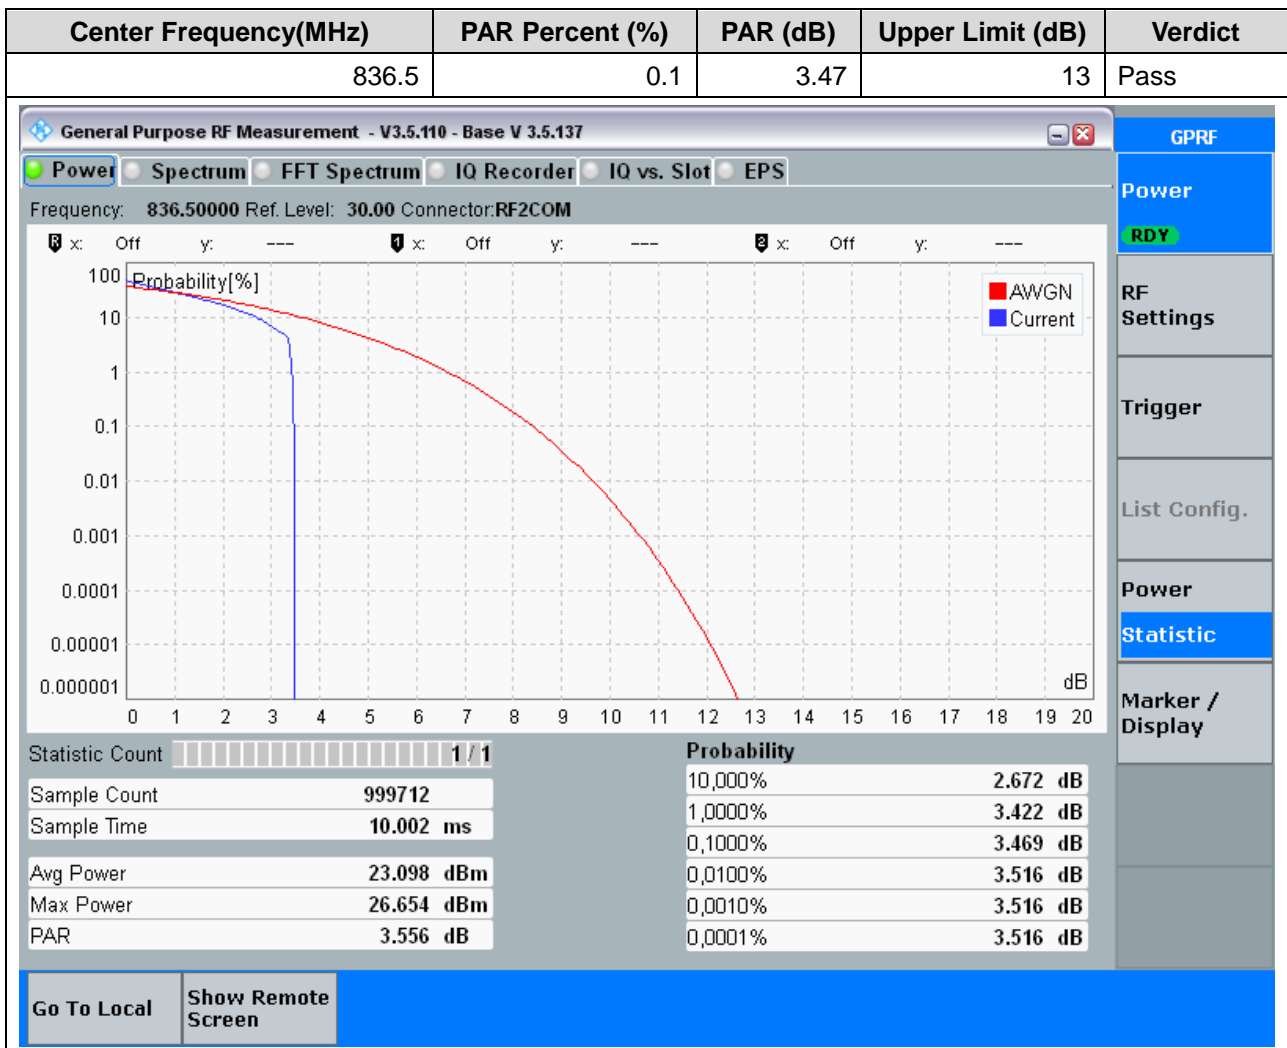 Center Frequency(MHz) PAR Percent (%) PAR (dB) Upper Limit (dB) Verdict
836.5 0.1 3.47 13 Pass
General Purpose RF Measurement - V3.5.110 - Base V 3.5.137
GPRF
Power Spectrum FFT Spectrum IQ Recorder IQ vs. Slot EPS
Frequency: 836.50000 Ref. Level: 30.00 Connector:RF2COM
R x: Off y: --- 1 x: Off y: --- 2 x: Off y: ---
Probability[%]
AWGN
Current
100
10
1
0.1
0.01
0.001
0.0001
0.00001
0.000001
dB
0 1 2 3 4 5 6 7 8 9 10 11 12 13 14 15 16 17 18 19 20
Statistic Count 1 / 1
Sample Count 999712
Sample Time 10.002 ms
Avg Power 23.098 dBm
Max Power 26.654 dBm
PAR 3.556 dB
Probability
10,000% 2.672 dB
1,0000% 3.422 dB
0,1000% 3.469 dB
0,0100% 3.516 dB
0,0010% 3.516 dB
0,0001% 3.516 dB
Power
RDY
RF
Settings
Trigger
List Config.
Power
Statistic
Marker /
Display
Go To Local
Show Remote
Screen